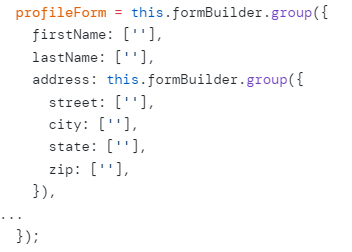 profileForm = this.formBuilder.group({
  firstName: [''],
  lastName: [''],
  address: this.formBuilder.group({
    street: [''],
    city: [''],
    state: [''],
    zip: [''],
  }),
...
});